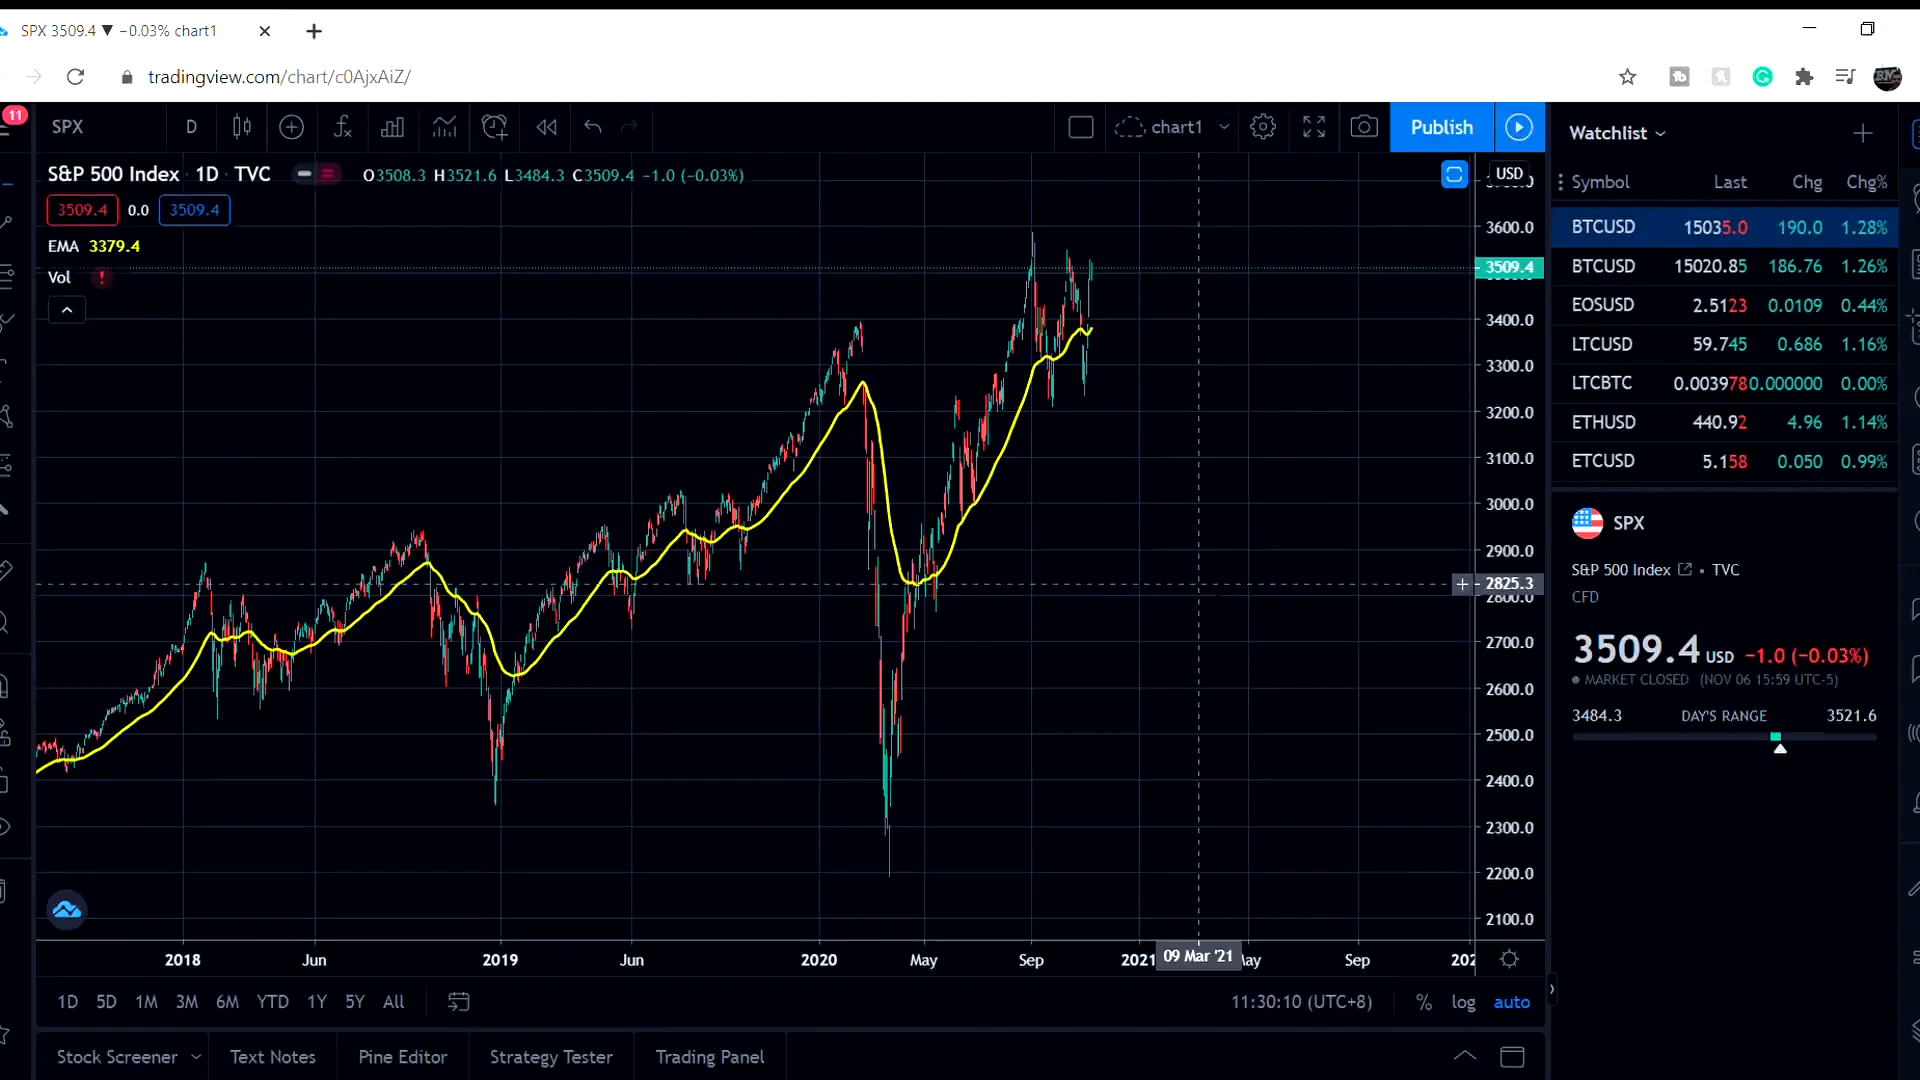 SPX 3509.4 ▼ −0.03% chart1
tradingview.com/chart/c0AjxAiZ/
11
SPX D chart1 Publish
S&P 500 Index · 1D · TVC O3508.3 H3521.6 L3484.3 C3509.4 −1.0 (−0.03%)
3509.4 0.0 3509.4
EMA 3379.4
Vol !
USD
3600.0
3509.4
3400.0
3300.0
3200.0
3100.0
3000.0
2900.0
2825.3
2800.0
2700.0
2600.0
2500.0
2400.0
2300.0
2200.0
2100.0
2018 Jun 2019 Jun 2020 May Sep 2021 09 Mar '21 Sep
1D 5D 1M 3M 6M YTD 1Y 5Y All 11:30:10 (UTC+8) % log auto
Stock Screener Text Notes Pine Editor Strategy Tester Trading Panel
Watchlist
Symbol Last Chg Chg%
BTCUSD 15035.0 190.0 1.28%
BTCUSD 15020.85 186.76 1.26%
EOSUSD 2.5123 0.0109 0.44%
LTCUSD 59.745 0.686 1.16%
LTCBTC 0.003978 0.000000 0.00%
ETHUSD 440.92 4.96 1.14%
ETCUSD 5.158 0.050 0.99%
SPX
S&P 500 Index • TVC
CFD
3509.4 USD −1.0 (−0.03%)
MARKET CLOSED (NOV 06 15:59 UTC-5)
3484.3 DAY'S RANGE 3521.6